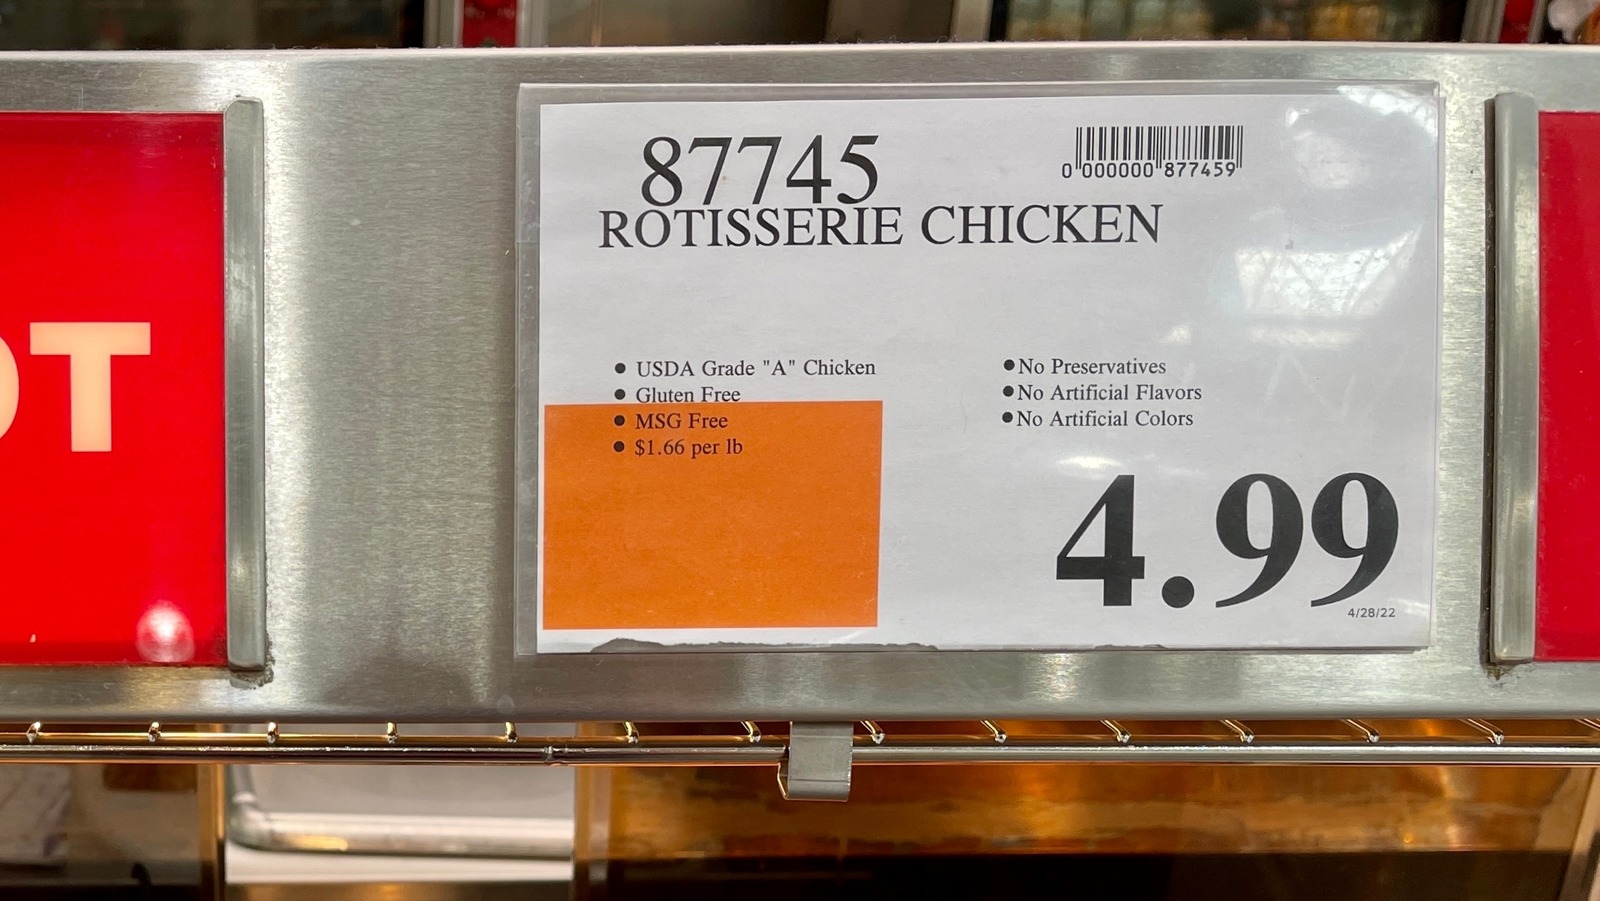 87745
0 000000 877459
ROTISSERIE CHICKEN
• USDA Grade "A" Chicken
• Gluten Free
• MSG Free
• $1.66 per lb
• No Preservatives
• No Artificial Flavors
• No Artificial Colors
4.99
4/28/22
OT